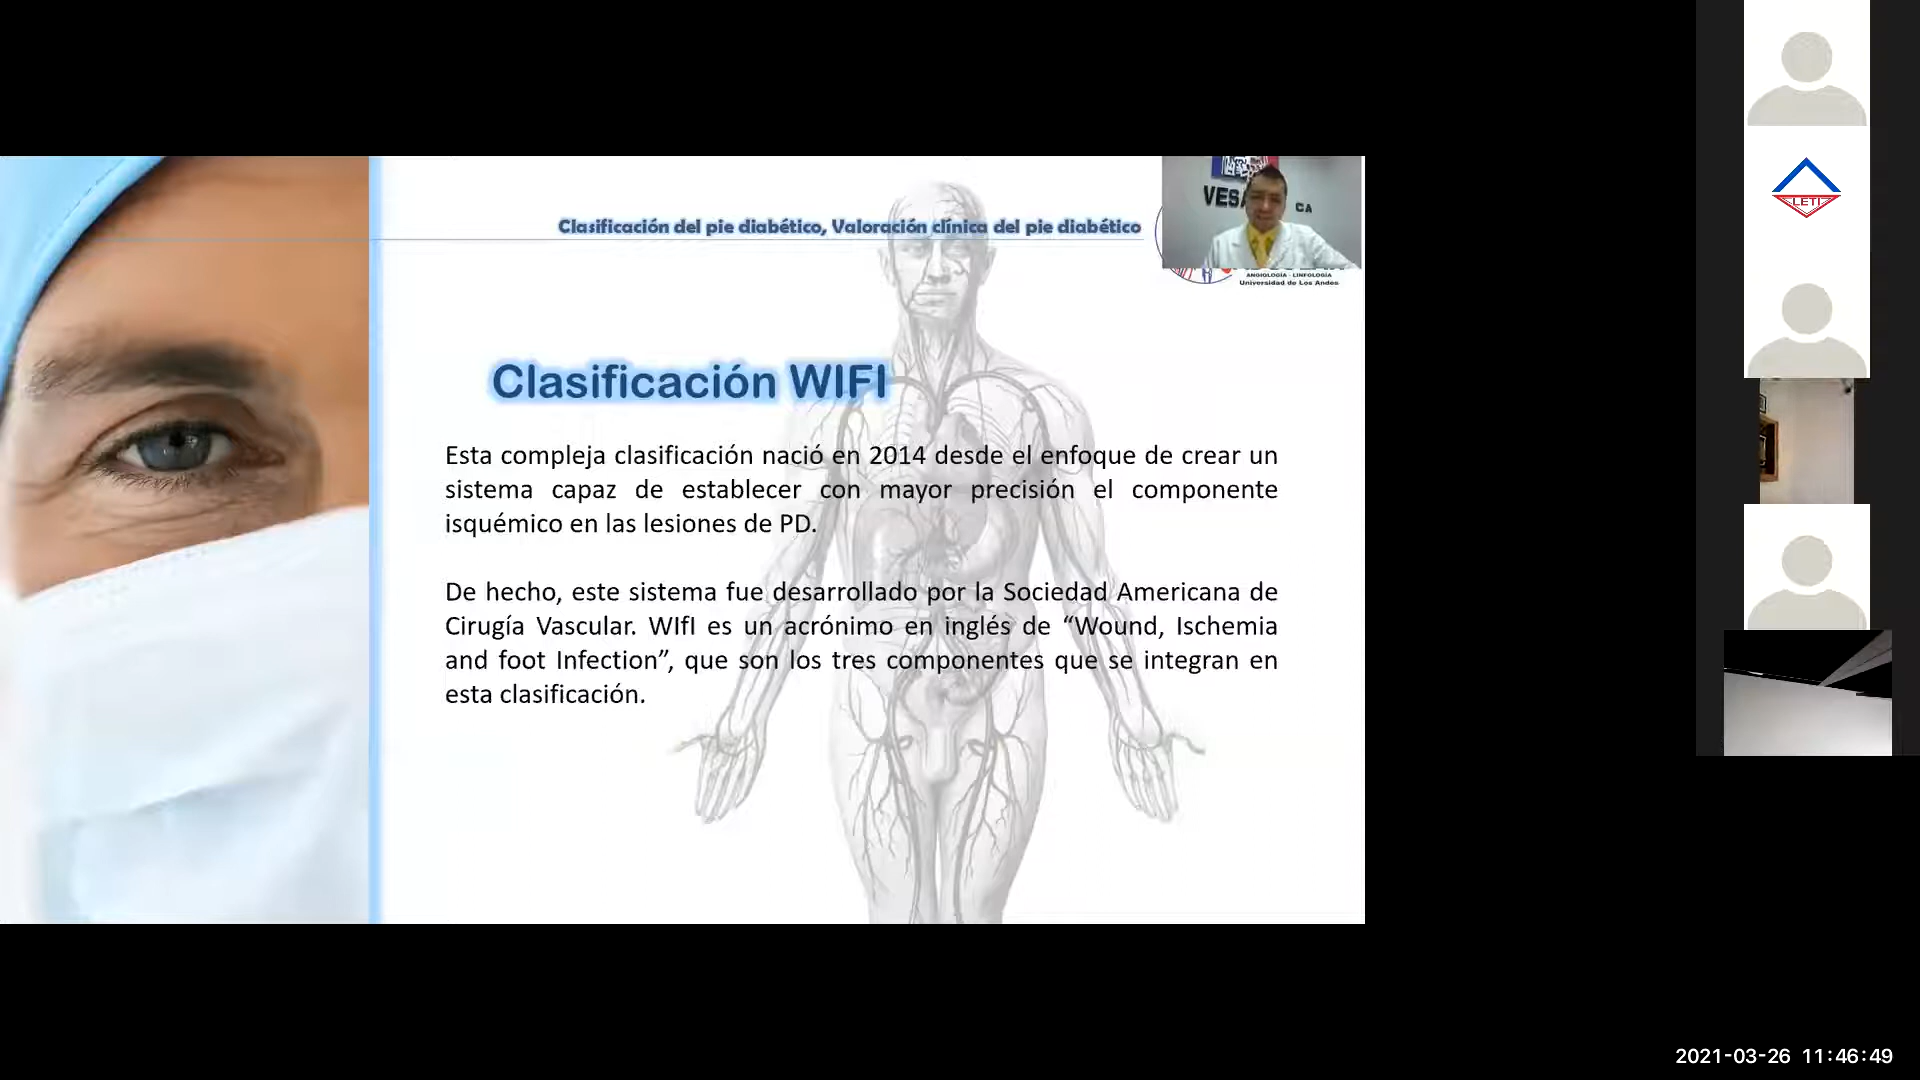 Clasificación del pie diabético, Valoración clínica del pie diabético
CA
ANGIOLOGÍA - LINFOLOGÍA
Universidad de Los Andes
LETI
Clasificación WIFI
Esta compleja clasificación nació en 2014 desde el enfoque de crear un
sistema capaz de establecer con mayor precisión el componente
isquémico en las lesiones de PD.
De hecho, este sistema fue desarrollado por la Sociedad Americana de
Cirugía Vascular. WIfI es un acrónimo en inglés de “Wound, Ischemia
and foot Infection”, que son los tres componentes que se integran en
esta clasificación.
2021-03-26 11:46:49